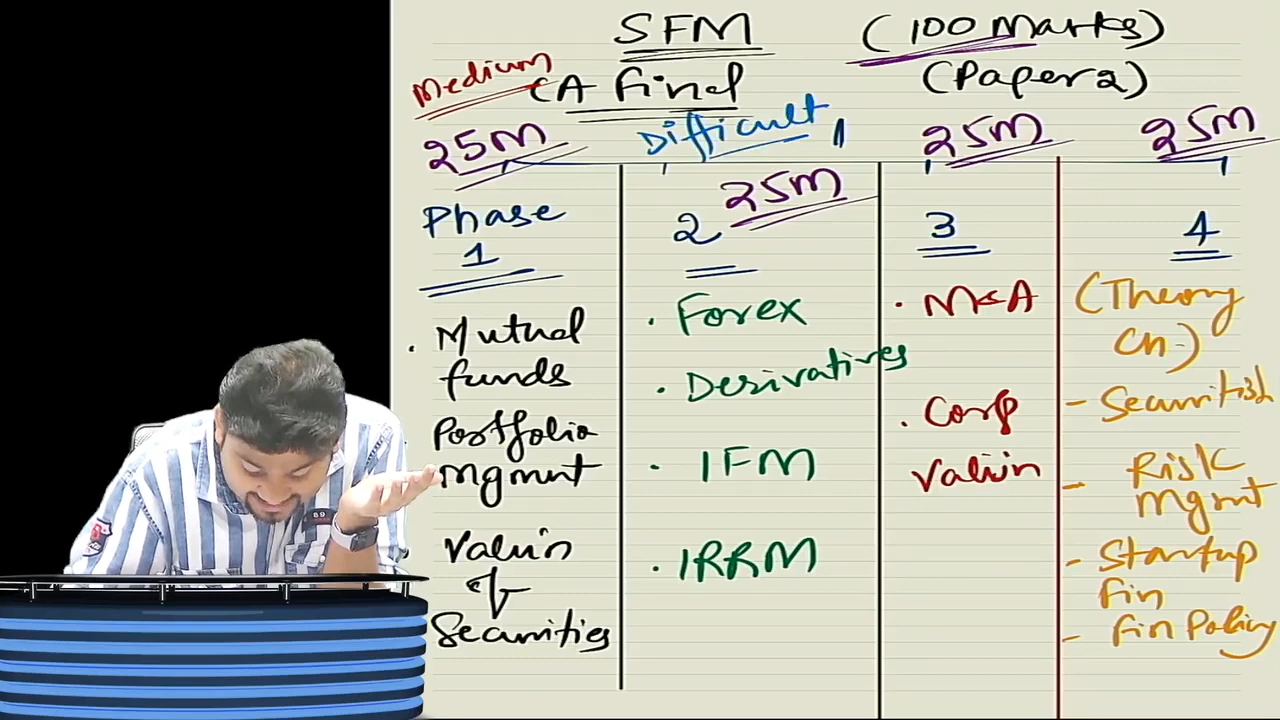 SFM (100 Marks)
Medium
CA Final (Paper 2)
25M Difficult 25M 25M
25M
Phase 2 3 4
1
. Mutual
funds
Portfolio
Mgmnt
Valu'n
of
Securities
. Forex
. Derivatives
. IFM
. IRRM
. M&A
. Corp
Valu'n
(Theory
Ch.)
- Risk
Mgmt
- Startup
Fin
- Fin Policy
89